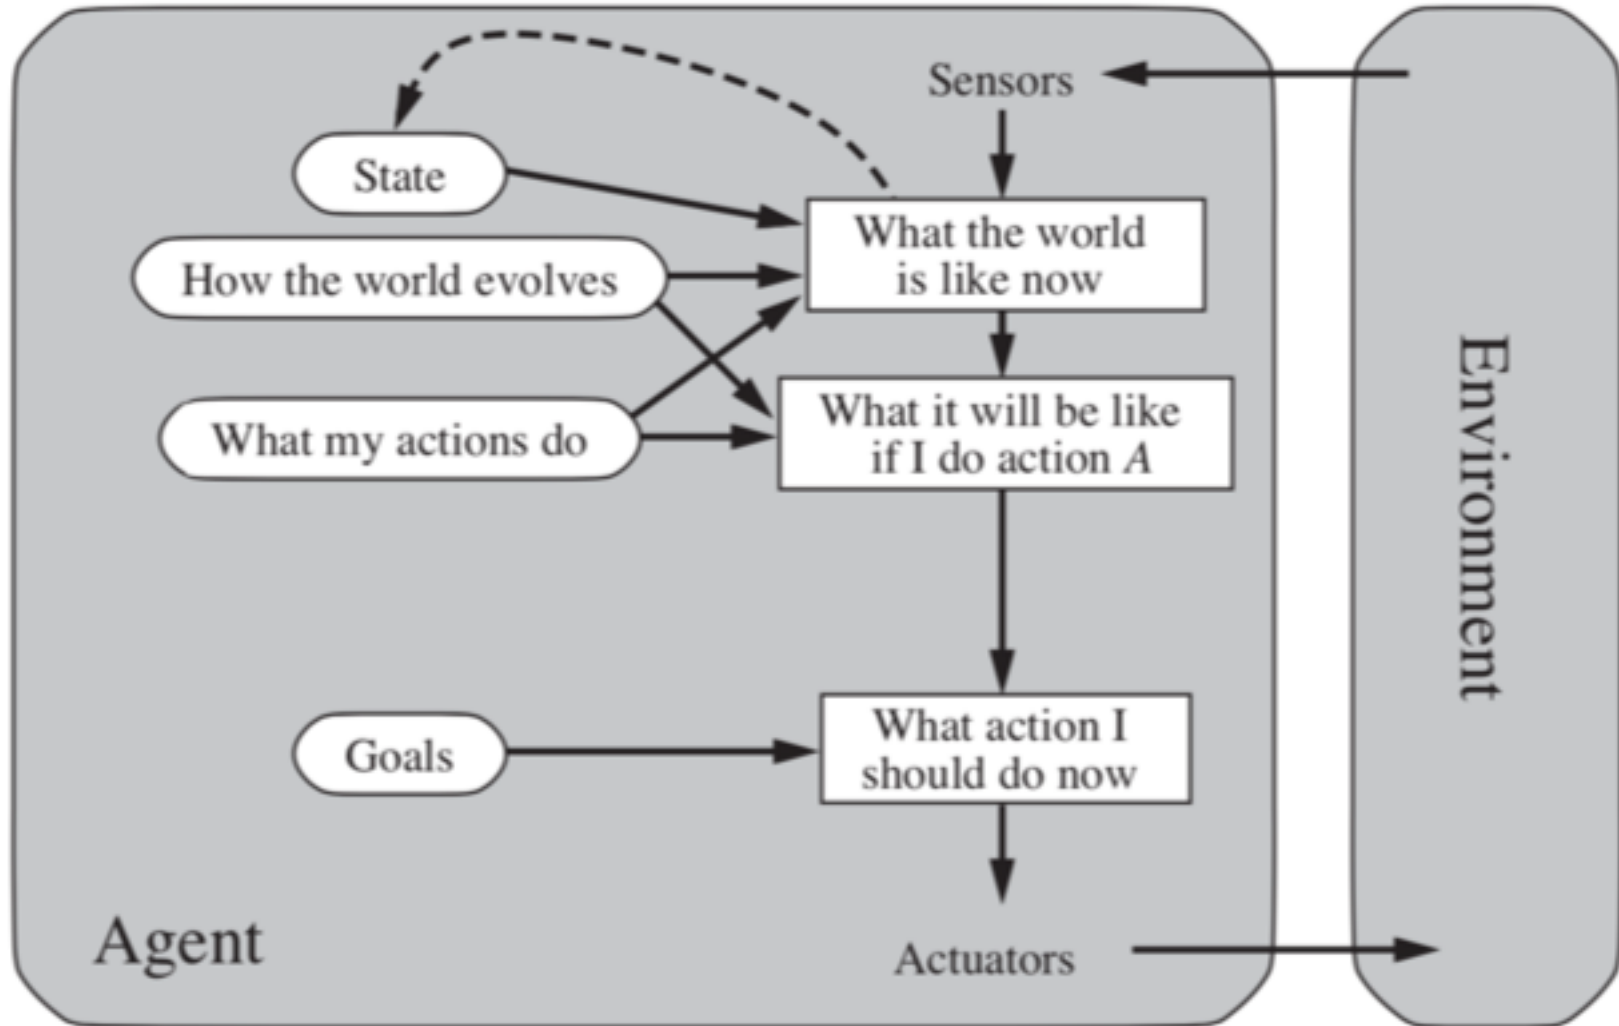 Sensors
State
What the world
is like now
How the world evolves
What my actions do
What it will be like
if I do action A
Goals
What action I
should do now
Agent
Actuators
Environment